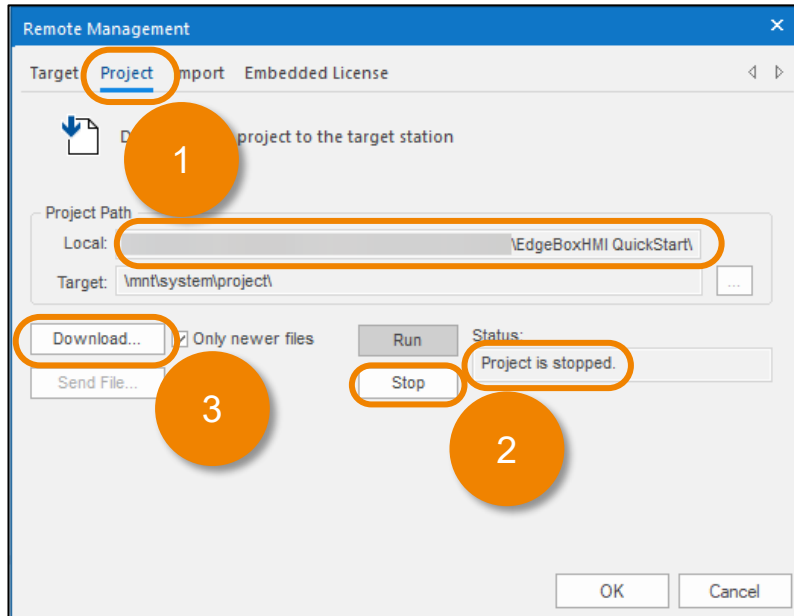 Remote Management
Target Project Import Embedded License
project to the target station
1
Project Path
Local: \EdgeBoxHMI QuickStart\
Target: \mnt\system\project\ ...
Download... Only newer files Run Status:
Project is stopped.
Send File... Stop
3
2
OK Cancel